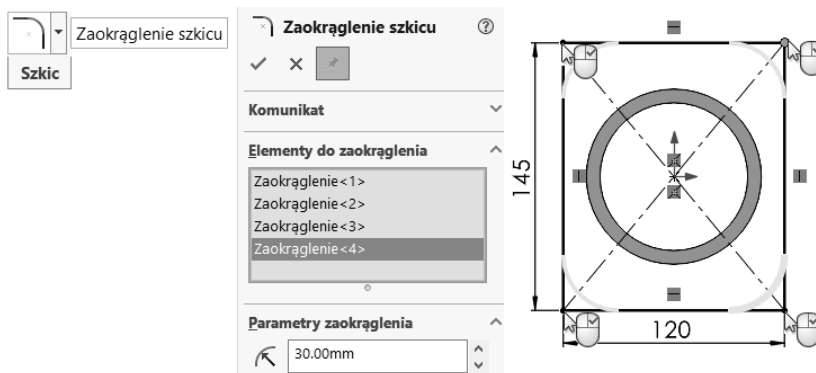 Zaokrąglenie szkicu
Szkic
Zaokrąglenie szkicu
Komunikat
Elementy do zaokrąglenia
Zaokrąglenie<1>
Zaokrąglenie<2>
Zaokrąglenie<3>
Zaokrąglenie<4>
Parametry zaokrąglenia
30.00mm
145
120